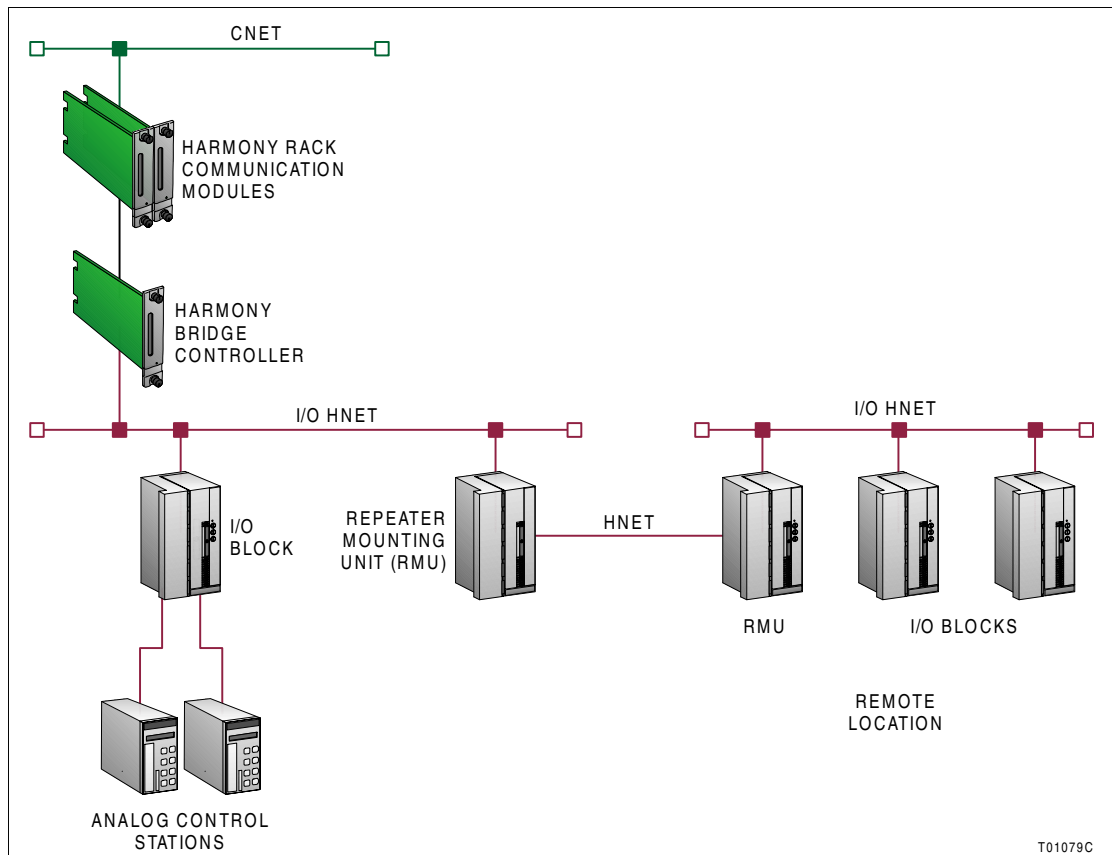 CNET
HARMONY RACK
COMMUNICATION
MODULES
HARMONY
BRIDGE
CONTROLLER
I/O HNET
I/O HNET
I/O
BLOCK
REPEATER
MOUNTING
UNIT (RMU)
HNET
RMU
I/O BLOCKS
REMOTE
LOCATION
ANALOG CONTROL
STATIONS
T01079C